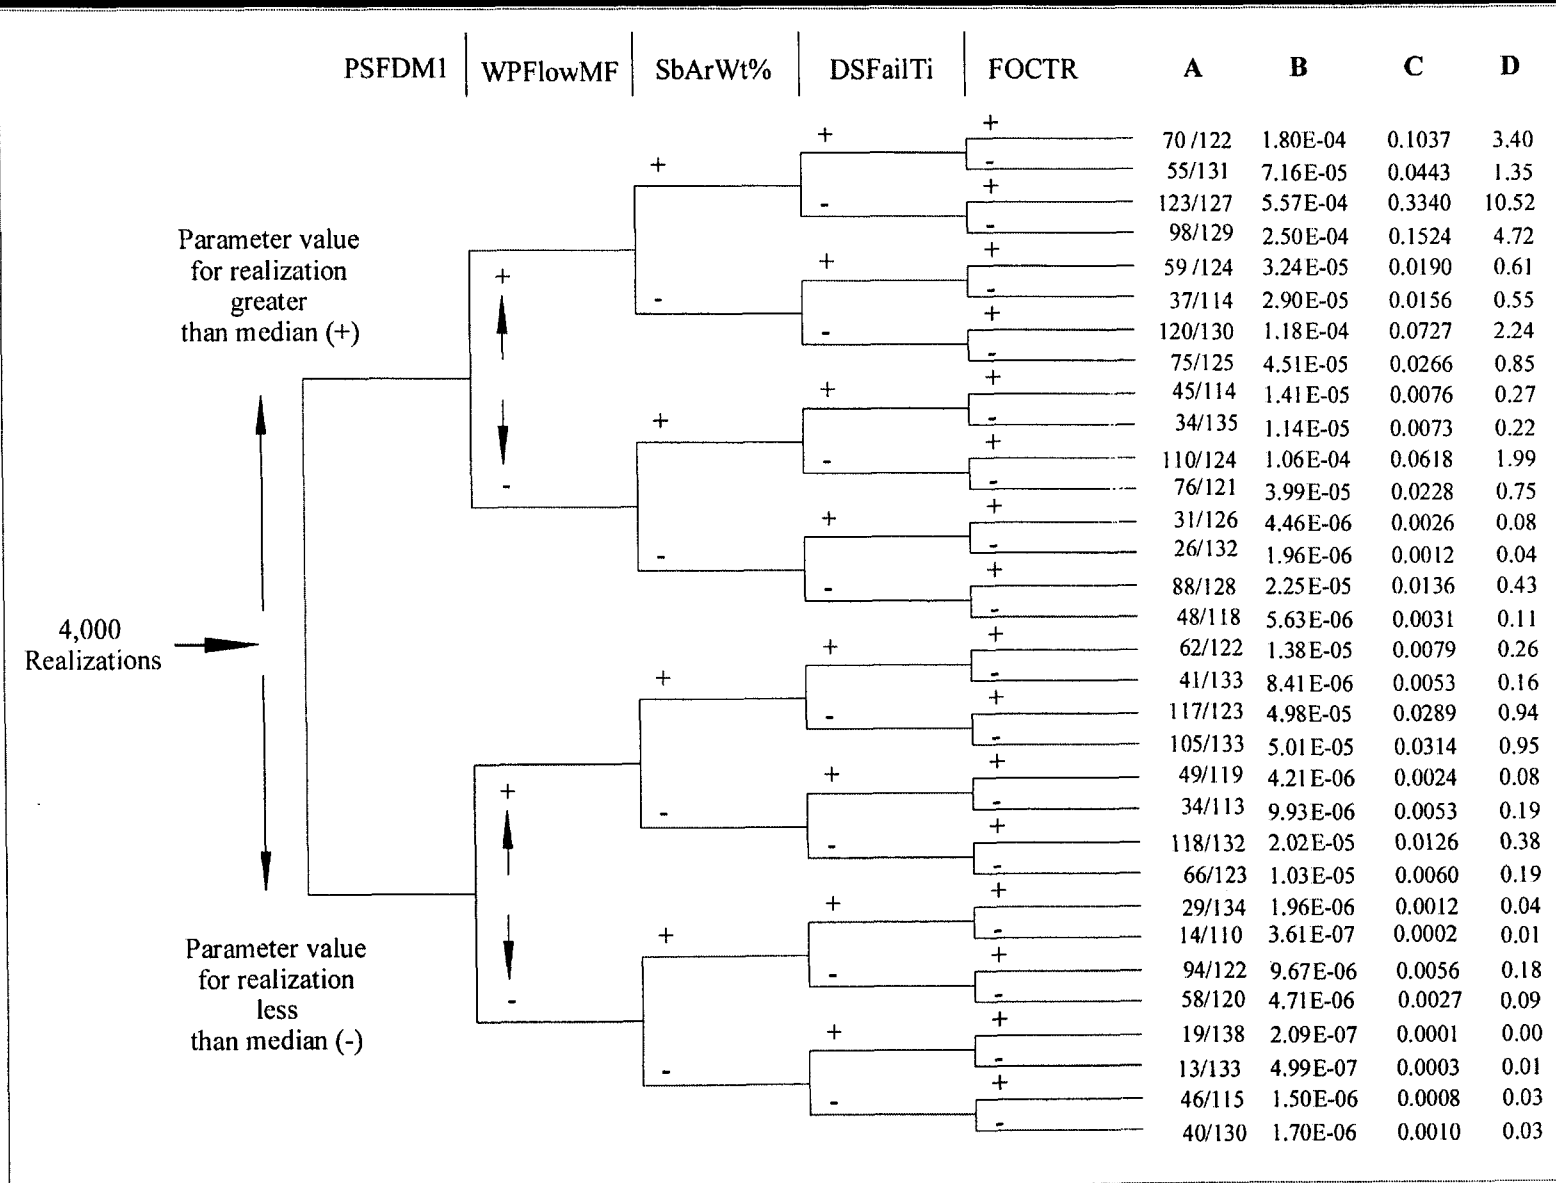 PSFDM1 WPFlowMF SbArWt% DSFailTi FOCTR A B C D
+ + + + 70 /122 1.80E-04 0.1037 3.40
- 55/131 7.16E-05 0.0443 1.35
- + 123/127 5.57E-04 0.3340 10.52
- 98/129 2.50E-04 0.1524 4.72
Parameter value
for realization
greater
than median (+)
+ + 59 /124 3.24E-05 0.0190 0.61
- - 37/114 2.90E-05 0.0156 0.55
- + 120/130 1.18E-04 0.0727 2.24
- 75/125 4.51E-05 0.0266 0.85
+ + 45/114 1.41E-05 0.0076 0.27
+ - 34/135 1.14E-05 0.0073 0.22
- + 110/124 1.06E-04 0.0618 1.99
- - 76/121 3.99E-05 0.0228 0.75
+ + 31/126 4.46E-06 0.0026 0.08
- - 26/132 1.96E-06 0.0012 0.04
- + 88/128 2.25E-05 0.0136 0.43
- 48/118 5.63E-06 0.0031 0.11
4,000
Realizations
+ + 62/122 1.38E-05 0.0079 0.26
+ - 41/133 8.41E-06 0.0053 0.16
- + 117/123 4.98E-05 0.0289 0.94
- 105/133 5.01E-05 0.0314 0.95
+ + + 49/119 4.21E-06 0.0024 0.08
- - 34/113 9.93E-06 0.0053 0.19
- + 118/132 2.02E-05 0.0126 0.38
- 66/123 1.03E-05 0.0060 0.19
+ + 29/134 1.96E-06 0.0012 0.04
+ - 14/110 3.61E-07 0.0002 0.01
Parameter value
for realization
less
than median (-)
- + 94/122 9.67E-06 0.0056 0.18
- - 58/120 4.71E-06 0.0027 0.09
+ + 19/138 2.09E-07 0.0001 0.00
- - 13/133 4.99E-07 0.0003 0.01
- + 46/115 1.50E-06 0.0008 0.03
- 40/130 1.70E-06 0.0010 0.03